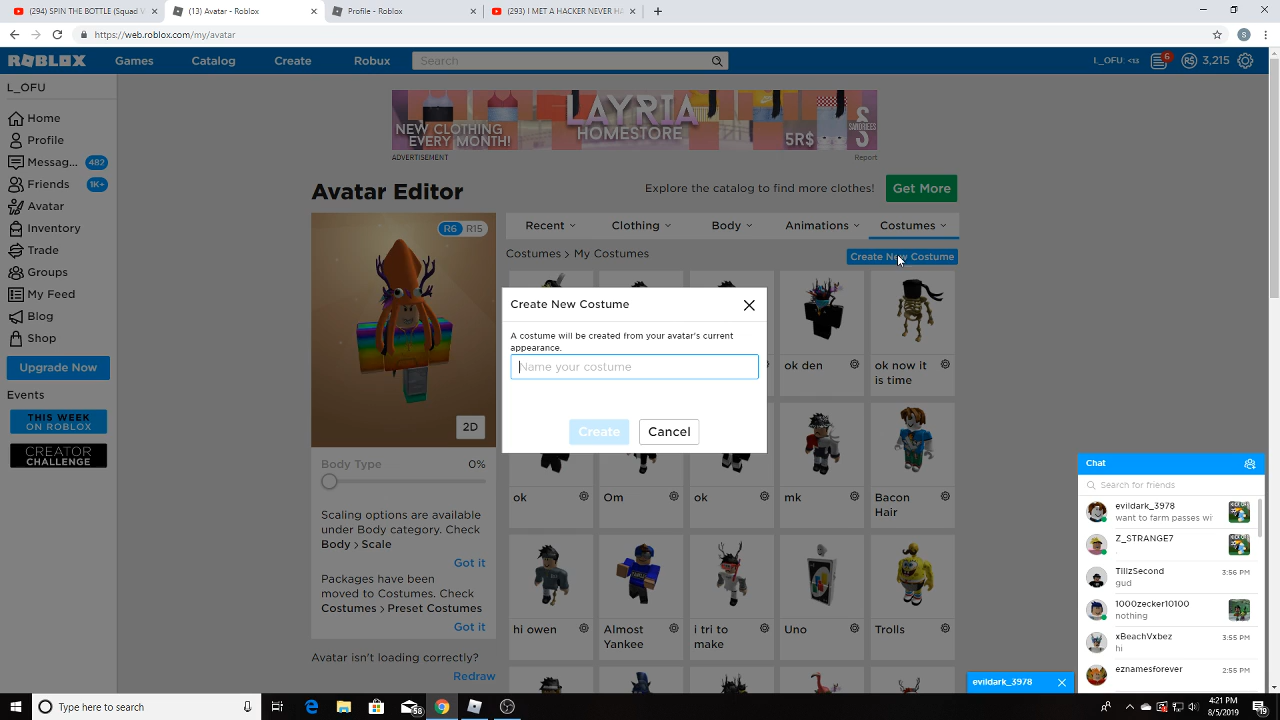 (294) SPIN THE BOTTLE (Squad V
(13) Avatar - Roblox
Profile - Roblox
(293) I MET A HACKER NEVER HA
https://web.roblox.com/my/avatar
S
ROBLOX
Games
Catalog
Create
Robux
Search
L_OFU: <13
6
R$
3,215
L_OFU
Home
Profile
Messag... 482
Friends 1K+
Avatar
Inventory
Trade
Groups
My Feed
Blog
Shop
Upgrade Now
Events
THIS WEEK
ON ROBLOX
CREATOR
CHALLENGE
NEW CLOTHING
EVERY MONTH!
LAYRIA
HOMESTORE
5R$
ADVERTISEMENT
Report
Avatar Editor
Explore the catalog to find more clothes!
Get More
R6 R15
2D
Recent
Clothing
Body
Animations
Costumes
Costumes > My Costumes
Create New Costume
Create New Costume
A costume will be created from your avatar's current
appearance.
Name your costume
Create
Cancel
ok den
ok now it
is time
ok
Om
ok
mk
Bacon
Hair
hi owen
Almost
Yankee
i tri to
make
Uno
Trolls
Body Type 0%
Scaling options are
available under Body
category. Check
Body > Scale
Got it
Packages have been
moved to Costumes. Check
Costumes > Preset Costumes
Got it
Avatar isn't loading correctly?
Redraw
Chat
Search for friends
evildark_3978
want to farm passes wi
Z_STRANGE7
.
TillzSecond 3:56 PM
gud
1000zecker10100
nothing
xBeachVxbez 3:55 PM
hi
eznamesforever 2:55 PM
evildark_3978
Type here to search
58
4:21 PM
8/5/2019